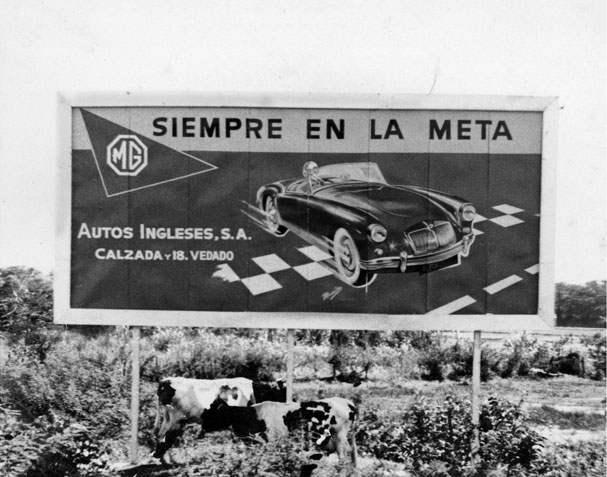 SIEMPRE EN LA META
MG
AUTOS INGLESES, S.A.
CALZADA Y 18. VEDADO